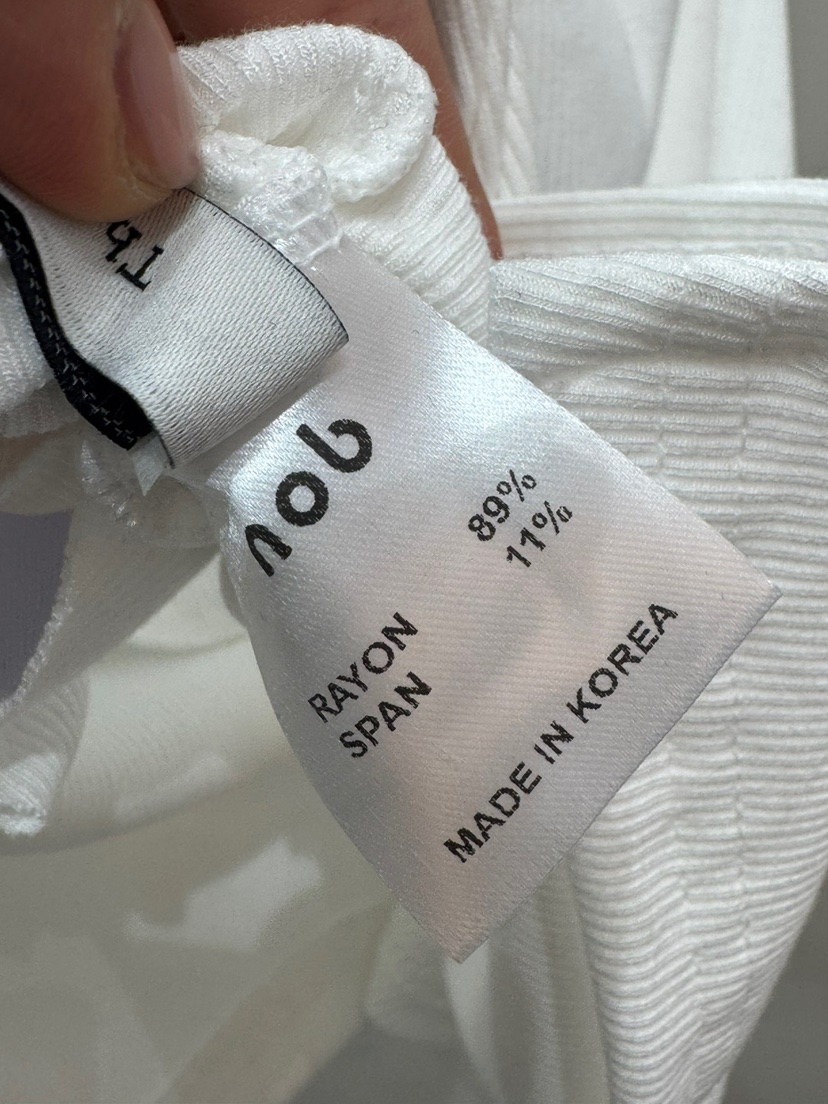 nob
RAYON 89%
SPAN 11%
MADE IN KOREA